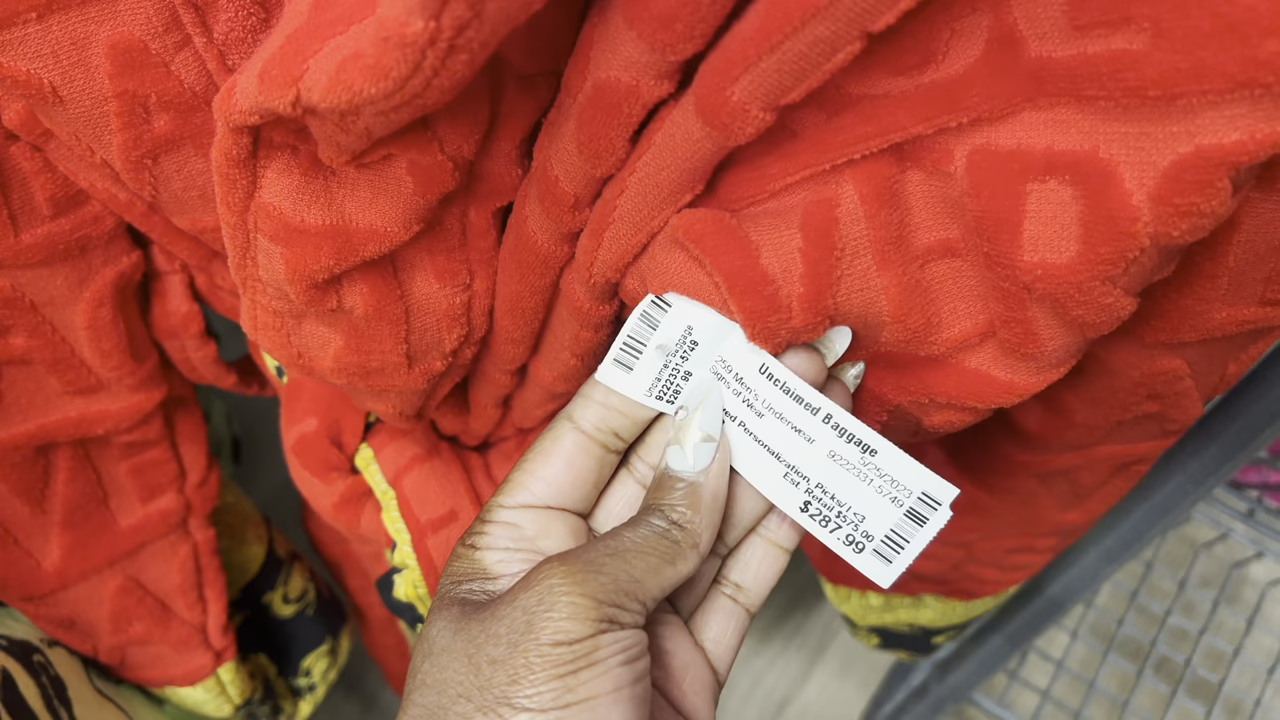 Unclaimed Baggage
9222331-5749
$287.99
Unclaimed Baggage
259 Men's Underwear
5/25/2023
Signs of Wear
9222331-5749
Personalization, Picks/ <3
Est. Retail $575.00
$287.99